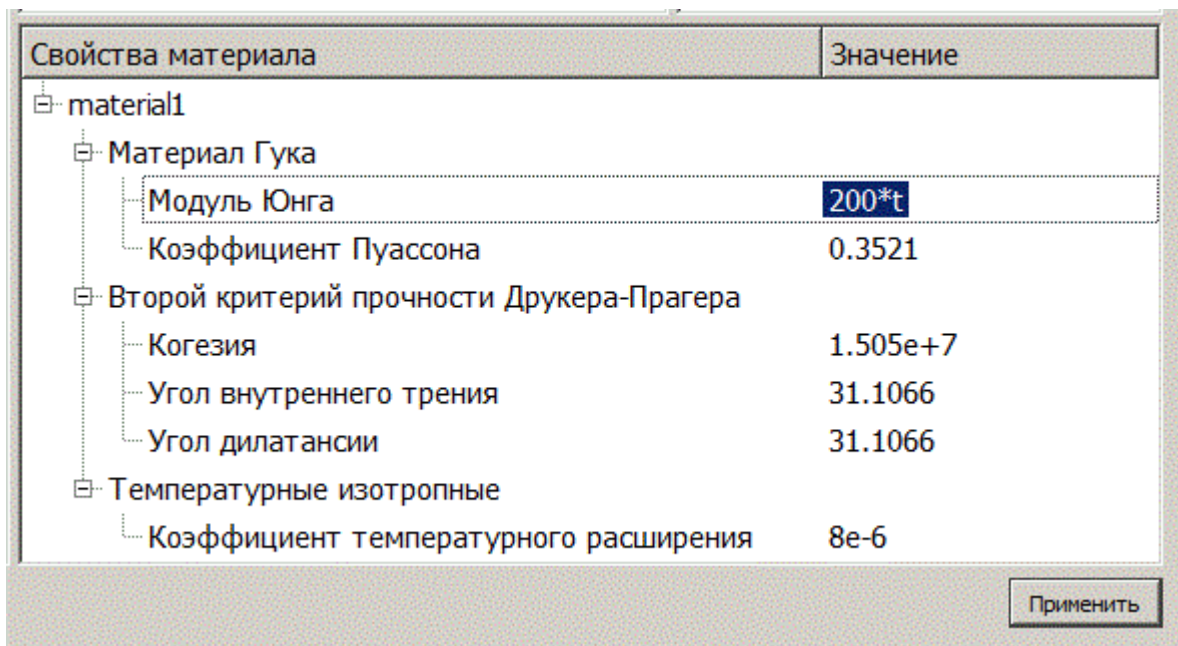 Свойства материала Значение
material1
Материал Гука
Модуль Юнга 200*t
Коэффициент Пуассона 0.3521
Второй критерий прочности Друкера-Прагера
Когезия 1.505e+7
Угол внутреннего трения 31.1066
Угол дилатансии 31.1066
Температурные изотропные
Коэффициент температурного расширения 8e-6
Применить